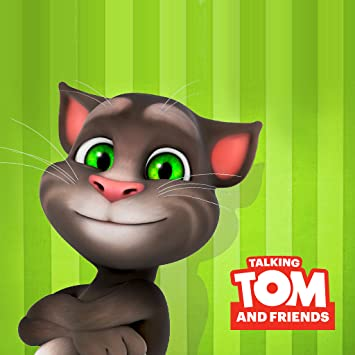 TALKING
TOM
AND FRIENDS